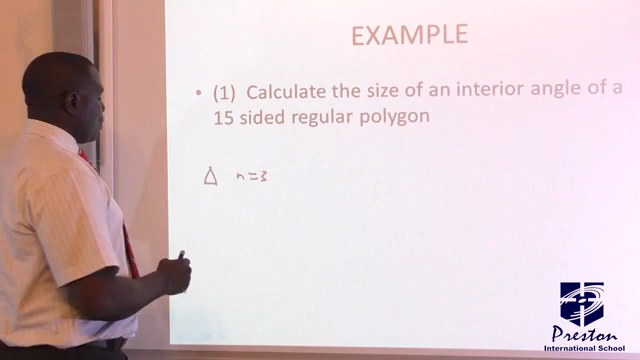 EXAMPLE
• (1) Calculate the size of an interior angle of a
15 sided regular polygon
n=3
Preston
International School